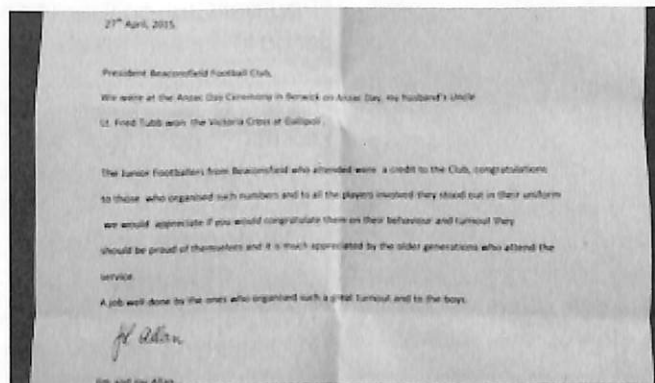 27th April, 2015.
President Beaconsfield Football Club,
We were at the Anzac Day Ceremony in Berwick on Anzac Day, my husband's Uncle
Lt. Fred Tubb won the Victoria Cross at Gallipoli.
The Junior Footballers from Beaconsfield who attended were a credit to the Club, congratulations
to those who organised such numbers and to all the players involved they stood out in their uniform
we would appreciate if you would congratulate them on their behaviour and turnout they
should be proud of themselves and it is much appreciated by the older generations who attend the
service.
A job well done by the ones who organised such a great turnout and to the boys.
Allan
Jim and Allan